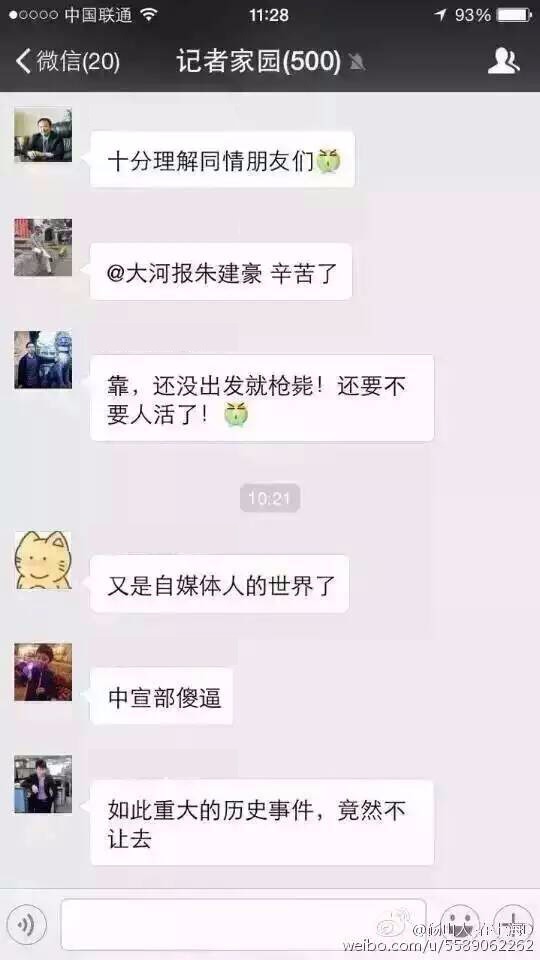 中国联通
11:28
93%
微信(20)
记者家园(500)
十分理解同情朋友们
@大河报朱建豪 辛苦了
靠，还没出发就枪毙！还要不
要人活了！
10:21
又是自媒体人的世界了
中宣部傻逼
如此重大的历史事件，竟然不
让去
weibo.com/u/5589062262